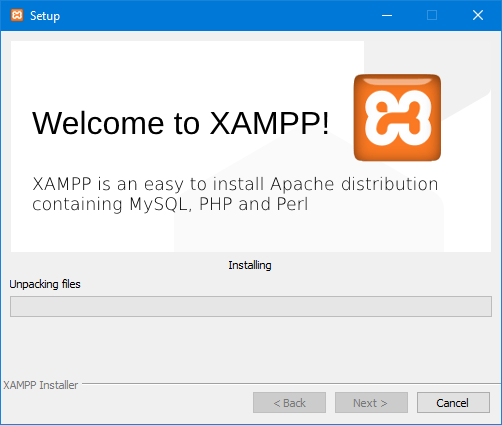 Setup
Welcome to XAMPP!
XAMPP is an easy to install Apache distribution
containing MySQL, PHP and Perl
Installing
Unpacking files
XAMPP Installer
< Back
Next >
Cancel